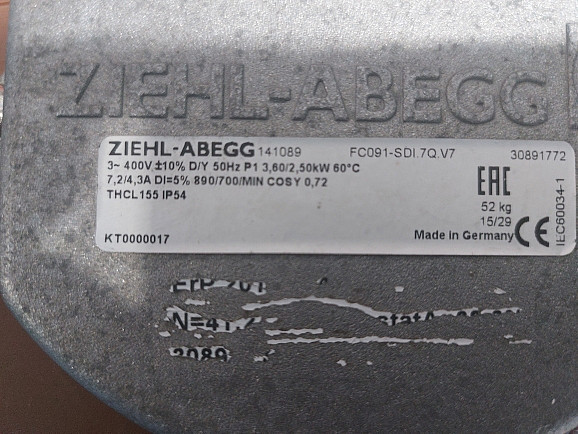 ZIEHL-ABEGG
ZIEHL-ABEGG 141089 FC091-SDI.7Q.V7 30891772
3~ 400V ±10% D/Y 50Hz P1 3,60/2,50kW 60°C
7,2/4,3A DI=5% 890/700/MIN COSY 0,72
THCL155 IP54
EAC
52 kg
15/29
KT0000017 Made in Germany CE
IEC60034-1
ErP